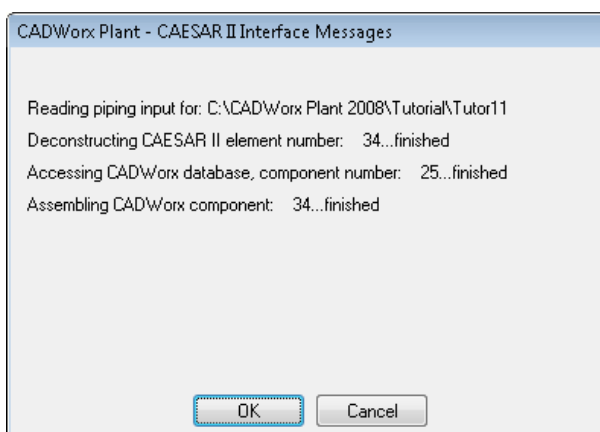 CADWorx Plant - CAESAR II Interface Messages
Reading piping input for: C:\CADWorx Plant 2008\Tutorial\Tutor11
Deconstructing CAESAR II element number: 34...finished
Accessing CADWorx database, component number: 25...finished
Assembling CADWorx component: 34...finished
OK Cancel